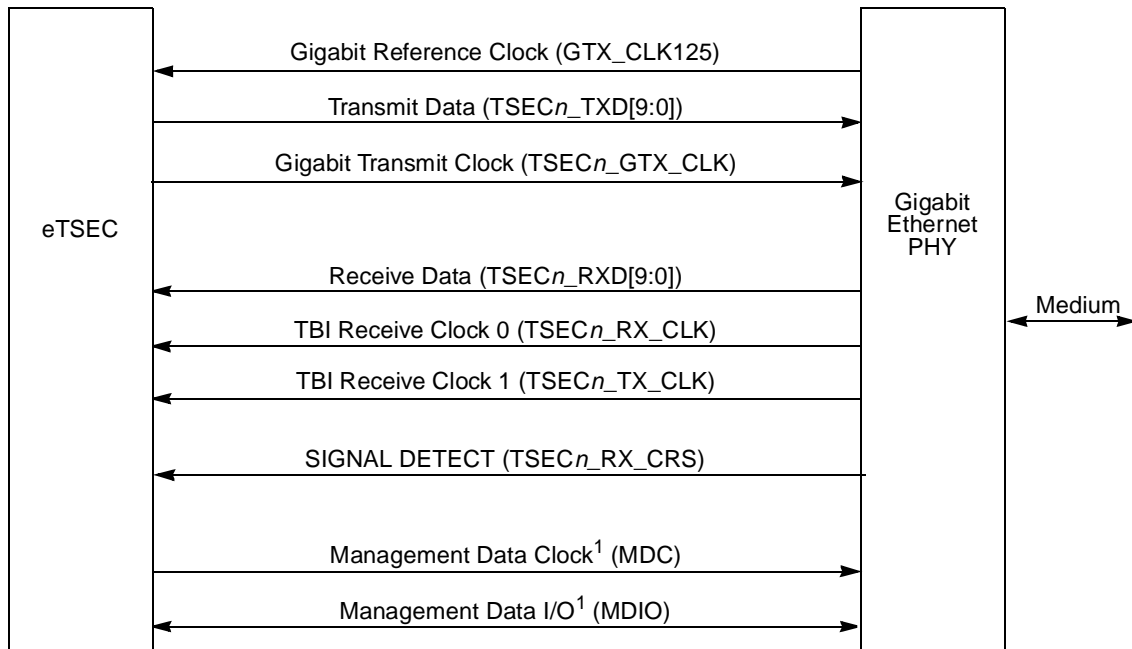 Gigabit Reference Clock (GTX_CLK125)
Transmit Data (TSECn_TXD[9:0])
Gigabit Transmit Clock (TSECn_GTX_CLK)
eTSEC
Gigabit
Ethernet
PHY
Receive Data (TSECn_RXD[9:0])
Medium
TBI Receive Clock 0 (TSECn_RX_CLK)
TBI Receive Clock 1 (TSECn_TX_CLK)
SIGNAL DETECT (TSECn_RX_CRS)
Management Data Clock¹ (MDC)
Management Data I/O¹ (MDIO)